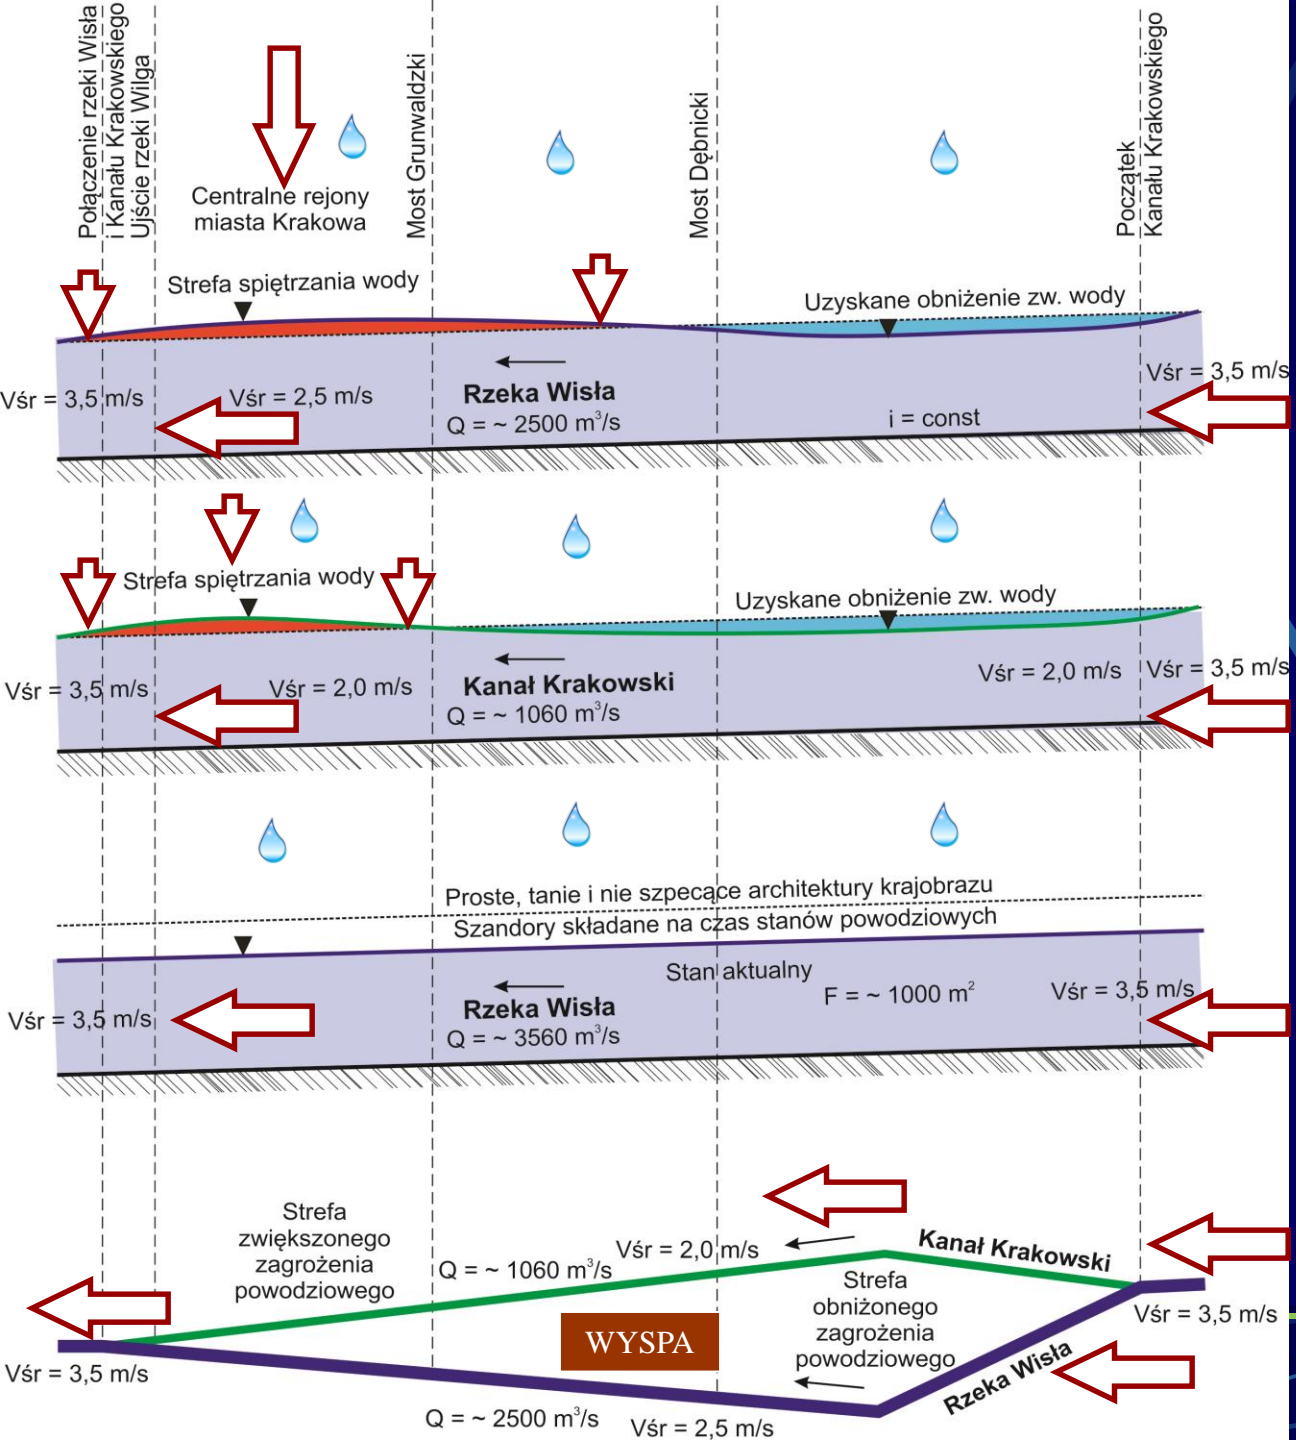 Połączenie rzeki Wisła
i Kanału Krakowskiego
Ujście rzeki Wilga
Most Grunwaldzki
Most Dębnicki
Początek
Kanału Krakowskiego
Centralne rejony
miasta Krakowa
Strefa spiętrzania wody
Uzyskane obniżenie zw. wody
Vśr = 3,5 m/s
Vśr = 2,5 m/s
Rzeka Wisła
Q = ~ 2500 m³/s
i = const
Vśr = 3,5 m/s
Strefa spiętrzania wody
Uzyskane obniżenie zw. wody
Vśr = 3,5 m/s
Vśr = 2,0 m/s
Kanał Krakowski
Q = ~ 1060 m³/s
Vśr = 2,0 m/s
Vśr = 3,5 m/s
Proste, tanie i nie szpecące architektury krajobrazu
Szandory składane na czas stanów powodziowych
Stan aktualny
Vśr = 3,5 m/s
Rzeka Wisła
Q = ~ 3560 m³/s
F = ~ 1000 m²
Vśr = 3,5 m/s
Strefa
zwiększonego
zagrożenia
powodziowego
Q = ~ 1060 m³/s
Vśr = 2,0 m/s
Kanał Krakowski
Strefa
obniżonego
zagrożenia
powodziowego
WYSPA
Vśr = 3,5 m/s
Vśr = 3,5 m/s
Rzeka Wisła
Q = ~ 2500 m³/s
Vśr = 2,5 m/s